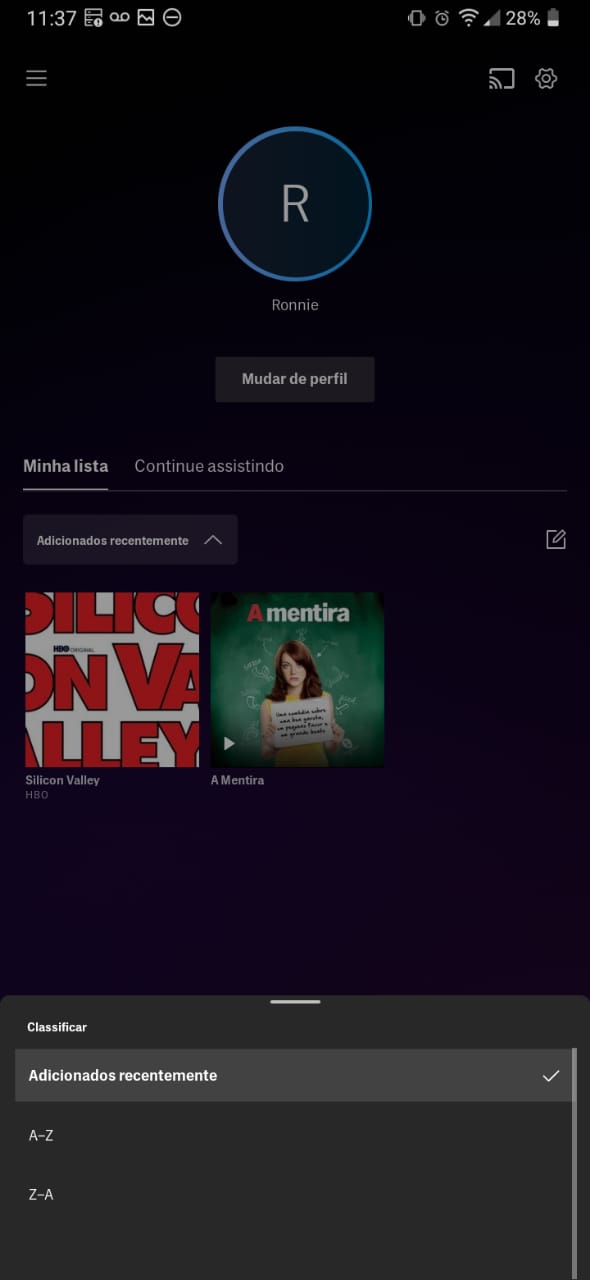 11:37
28%
R
Ronnie
Mudar de perfil
Minha lista Continue assistindo
Adicionados recentemente
SILICON VALLEY
HBO ORIGINAL
A mentira
Uma comédia sobre
uma boa garota,
um pequeno favor e
um grande boato
Silicon Valley
HBO
A Mentira
Classificar
Adicionados recentemente
A–Z
Z–A